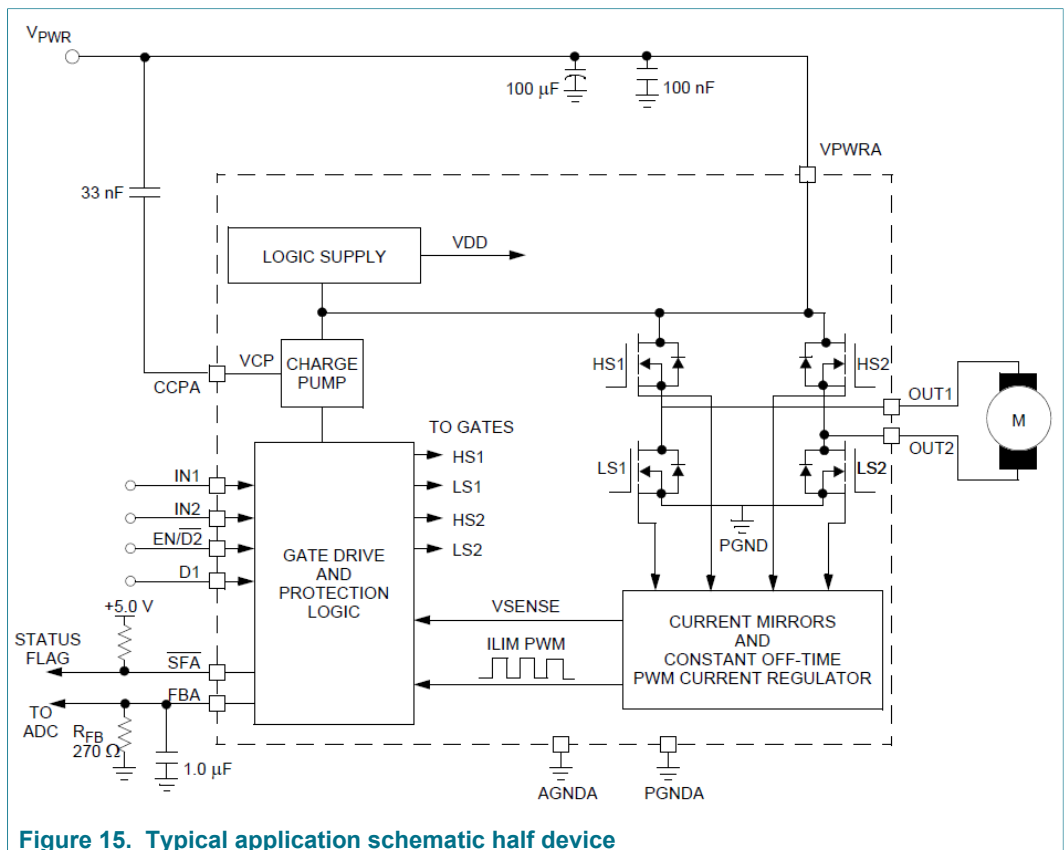 VPWR
100 µF
100 nF
VPWRA
33 nF
LOGIC SUPPLY
VDD
VCP
CHARGE
PUMP
CCPA
HS1
HS2
OUT1
M
OUT2
TO GATES
HS1
LS1
HS2
LS2
LS1
LS2
PGND
IN1
IN2
EN/D2
D1
GATE DRIVE
AND
PROTECTION
LOGIC
+5.0 V
STATUS
FLAG
SFA
FBA
TO
ADC
RFB
270 Ω
1.0 µF
VSENSE
ILIM PWM
CURRENT MIRRORS
AND
CONSTANT OFF-TIME
PWM CURRENT REGULATOR
AGNDA
PGNDA
Figure 15. Typical application schematic half device